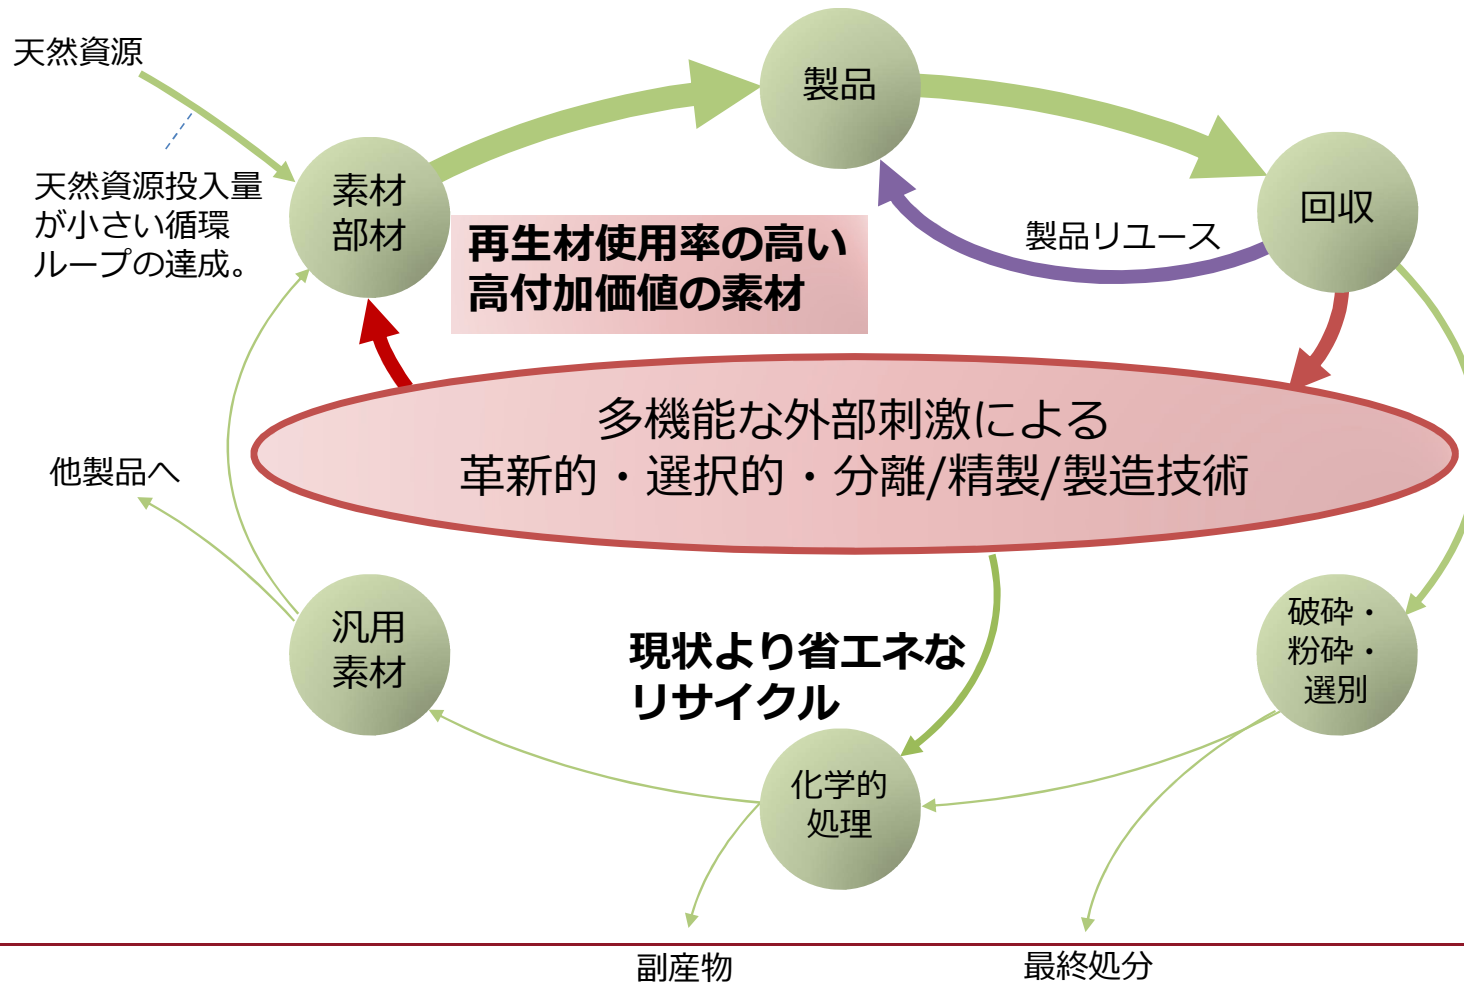 天然資源
製品
天然資源投入量
が小さい循環
ループの達成。
素材
部材
回収
製品リユース
再生材使用率の高い
高付加価値の素材
多機能な外部刺激による
革新的・選択的・分離/精製/製造技術
他製品へ
汎用
素材
現状より省エネな
リサイクル
破砕・
粉砕・
選別
化学的
処理
副産物
最終処分